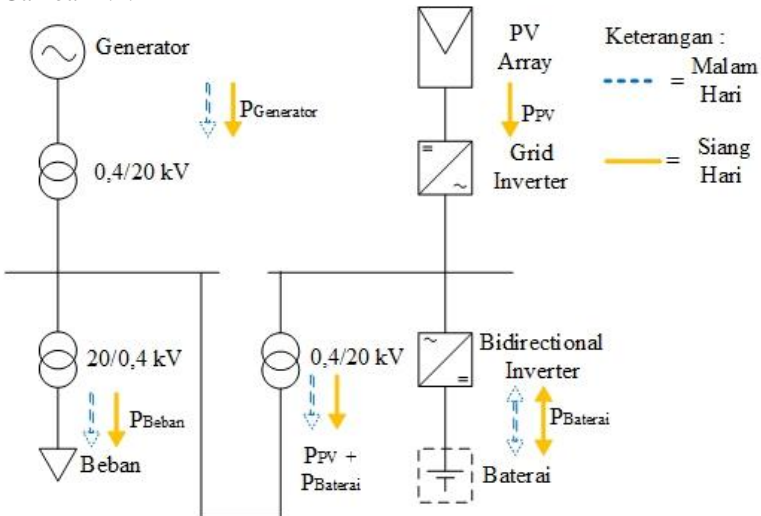 Generator
PGenerator
0,4/20 kV
PV
Array
PPV
Grid
Inverter
Keterangan :
= Malam
Hari
= Siang
Hari
20/0,4 kV
PBeban
Beban
0,4/20 kV
PPV +
PBaterai
Bidirectional
Inverter
PBaterai
Baterai